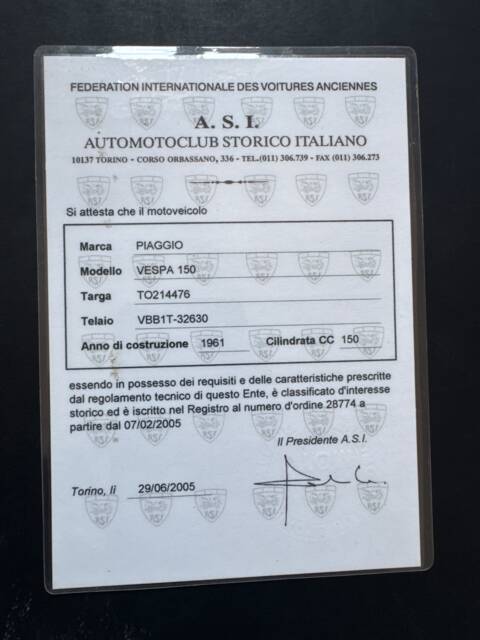 FEDERATION INTERNATIONALE DES VOITURES ANCIENNES
A. S. I.
AUTOMOTOCLUB STORICO ITALIANO
10137 TORINO - CORSO ORBASSANO, 336 - TEL.(011) 306.739 - FAX (011) 306.273
Si attesta che il motoveicolo
Marca PIAGGIO
Modello VESPA 150
Targa TO214476
Telaio VBB1T-32630
Anno di costruzione 1961 Cilindrata CC 150
essendo in possesso dei requisiti e delle caratteristiche prescritte
dal regolamento tecnico di questo Ente, è classificato d'interesse
storico ed è iscritto nel Registro al numero d'ordine 28774 a
partire dal 07/02/2005
Il Presidente A.S.I.
Torino, lì 29/06/2005